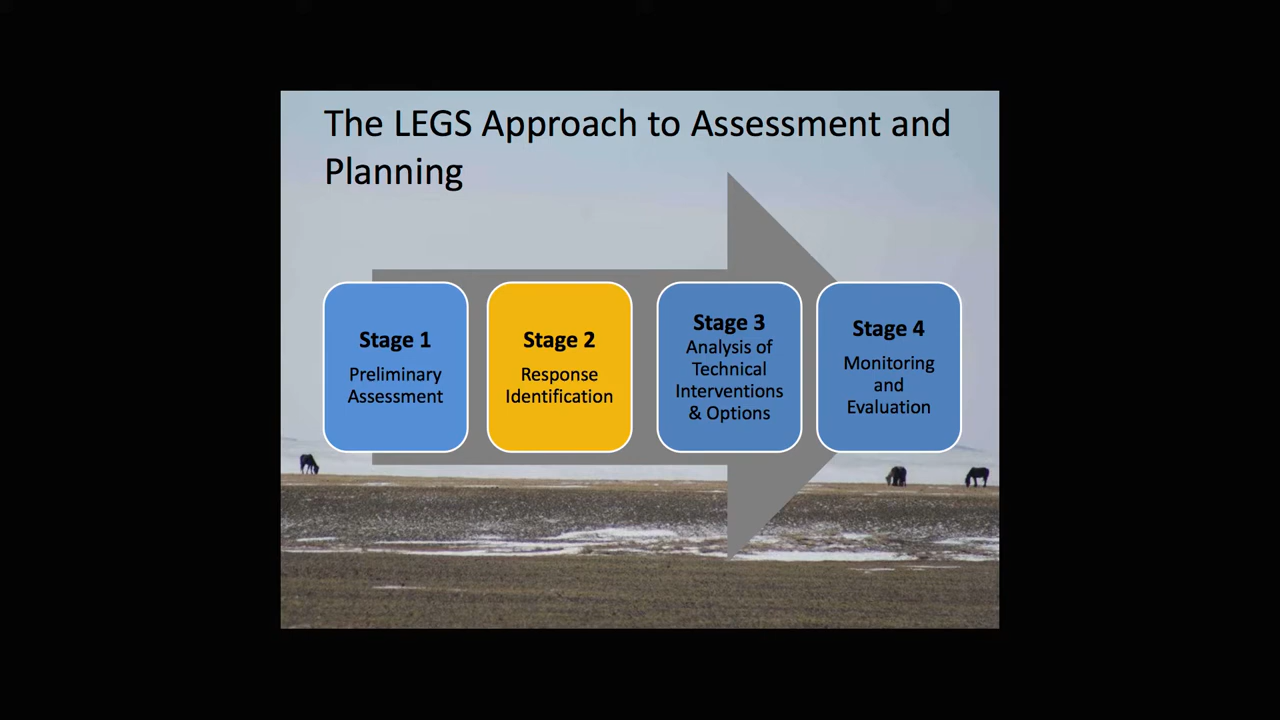 The LEGS Approach to Assessment and
Planning
Stage 1
Preliminary
Assessment
Stage 2
Response
Identification
Stage 3
Analysis of
Technical
Interventions
& Options
Stage 4
Monitoring
and
Evaluation